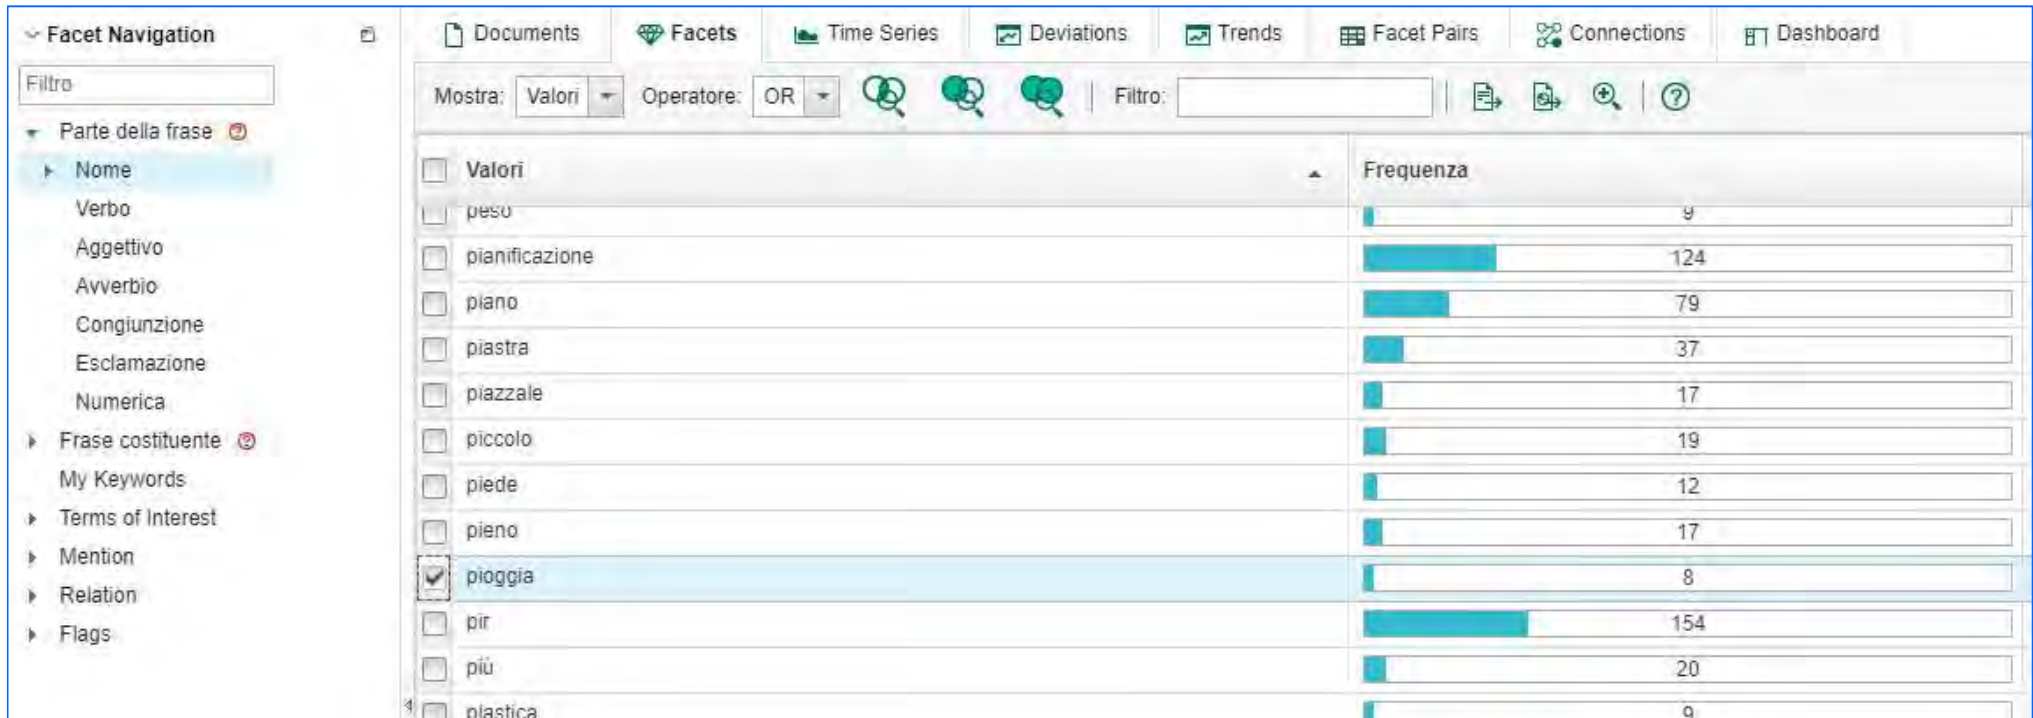 Facet Navigation
Filtro
Parte della frase
Nome
Verbo
Aggettivo
Avverbio
Congiunzione
Esclamazione
Numerica
Frase costituente
My Keywords
Terms of Interest
Mention
Relation
Flags
Documents Facets Time Series Deviations Trends Facet Pairs Connections Dashboard
Mostra: Valori Operatore: OR Filtro:
Valori Frequenza
peso 9
pianificazione 124
piano 79
piastra 37
piazzale 17
piccolo 19
piede 12
pieno 17
pioggia 8
pir 154
più 20
plastica 9